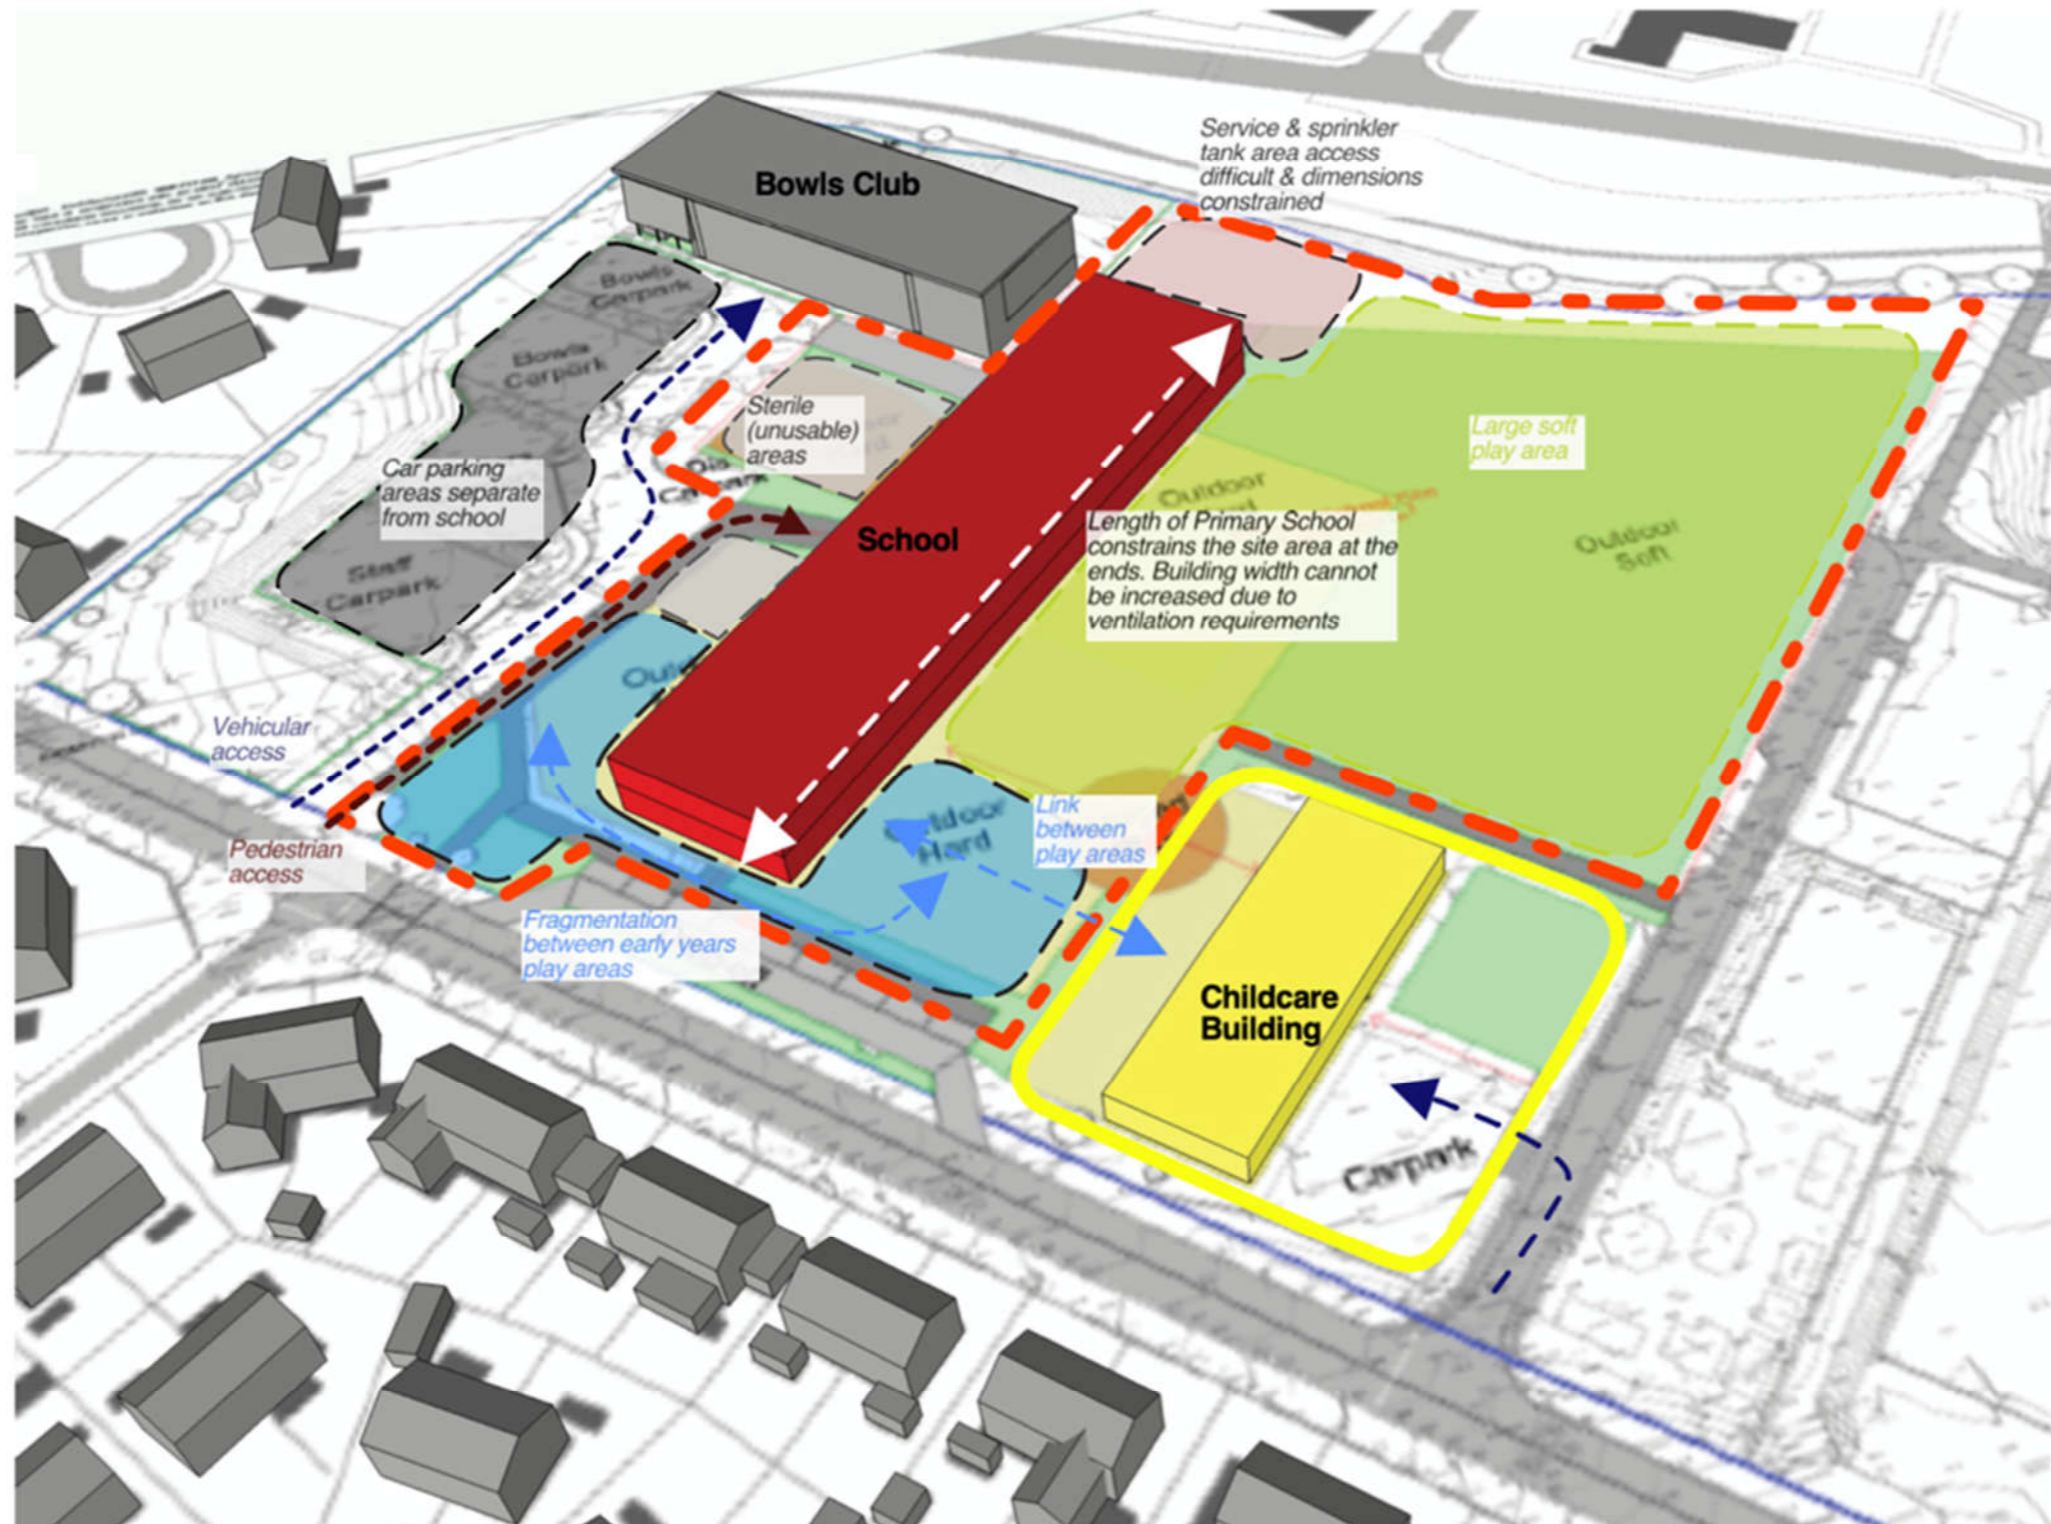 Service & sprinkler
tank area access
difficult & dimensions
constrained
Bowls Club
Bowls
Carpark
Bowls
Carpark
Sterile
(unusable)
areas
Large soft
play area
Car parking
areas separate
from school
Outdoor
School
Length of Primary School
constrains the site area at the
ends. Building width cannot
be increased due to
ventilation requirements
Outdoor
Soft
Staff
Carpark
Vehicular
access
Link
between
play areas
Outdoor
Hard
Pedestrian
access
Fragmentation
between early years
play areas
Childcare
Building
Carpark